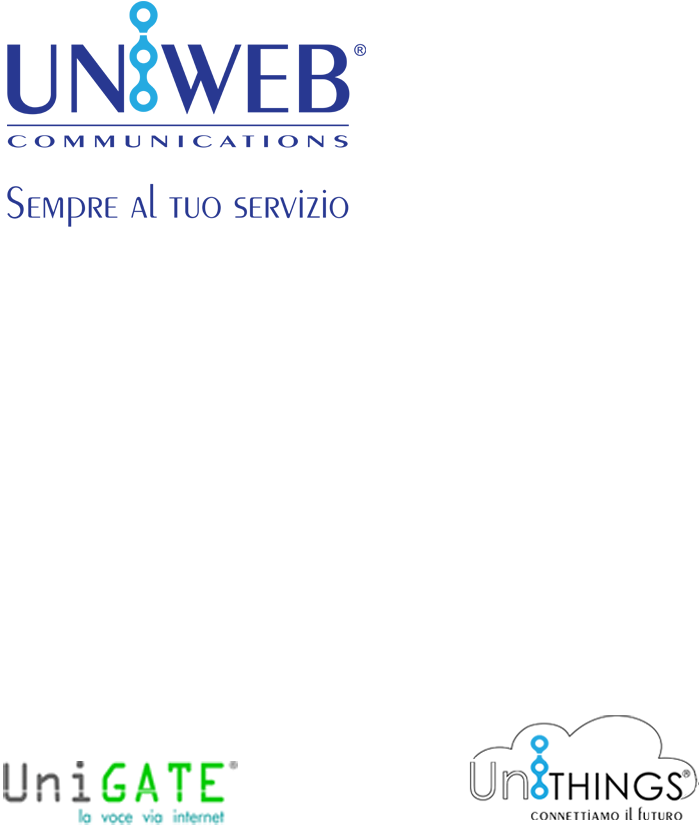 UNIWEB®
COMMUNICATIONS
SEMPRE AL TUO SERVIZIO
UniGATE®
la voce via internet
UniTHINGS®
CONNETTIAMO il futuro